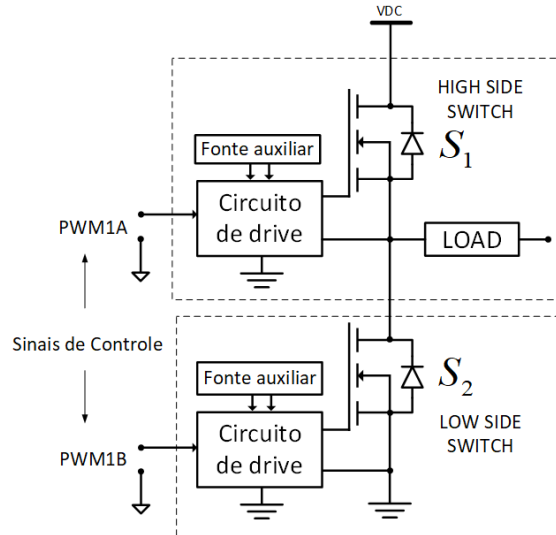 VDC
HIGH SIDE
SWITCH
S1
Fonte auxiliar
Circuito
de drive
PWM1A
LOAD
Sinais de Controle
Fonte auxiliar
S2
Circuito
de drive
LOW SIDE
SWITCH
PWM1B